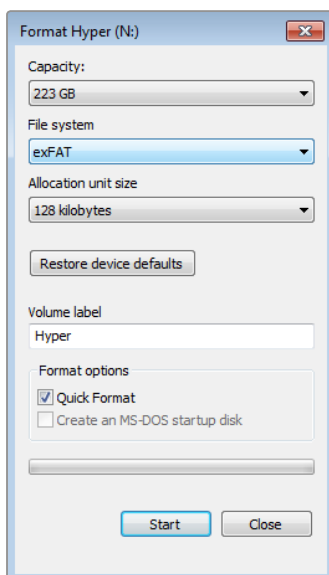 Format Hyper (N:)
Capacity:
223 GB
File system
exFAT
Allocation unit size
128 kilobytes
Restore device defaults
Volume label
Hyper
Format options
Quick Format
Create an MS-DOS startup disk
Start Close